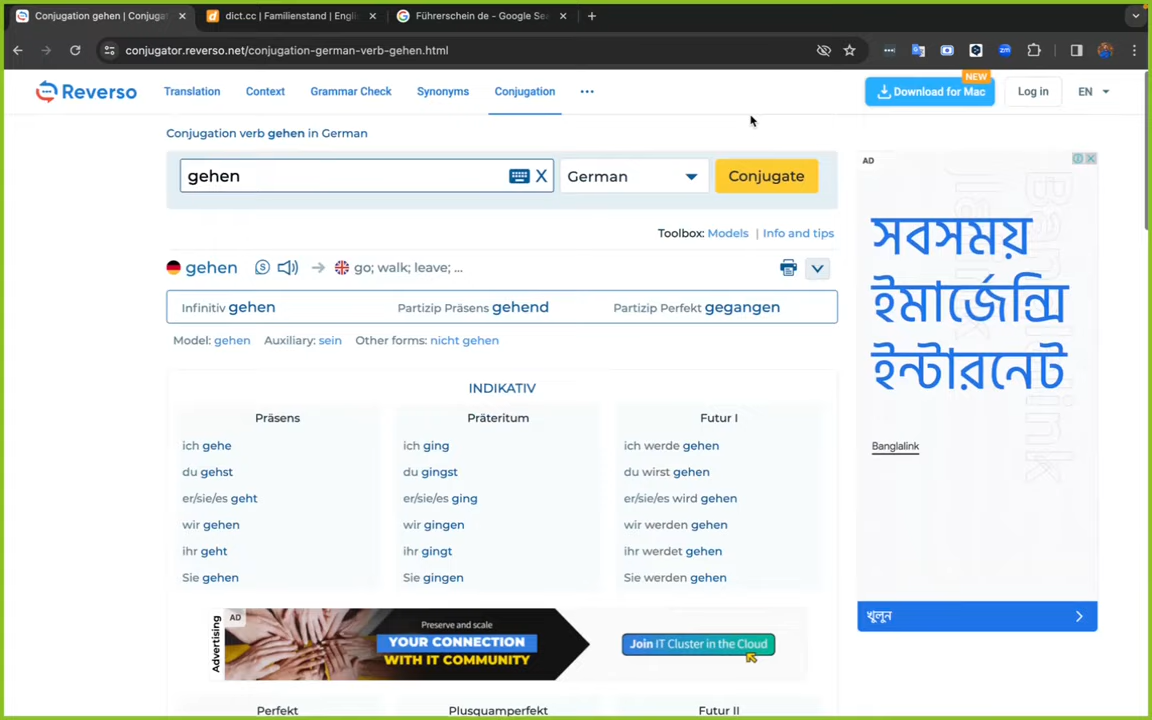 Conjugation gehen | Conjugat
dict.cc | Familienstand | Engli
Führerschein de - Google Sea
conjugator.reverso.net/conjugation-german-verb-gehen.html
Reverso
Translation
Context
Grammar Check
Synonyms
Conjugation
NEW
Download for Mac
Log in
EN
Conjugation verb gehen in German
gehen
X
German
Conjugate
Toolbox: Models | Info and tips
gehen
go; walk; leave; ...
Infinitiv gehen
Partizip Präsens gehend
Partizip Perfekt gegangen
Model: gehen
Auxiliary: sein
Other forms: nicht gehen
INDIKATIV
Präsens
ich gehe
du gehst
er/sie/es geht
wir gehen
ihr geht
Sie gehen
Präteritum
ich ging
du gingst
er/sie/es ging
wir gingen
ihr gingt
Sie gingen
Futur I
ich werde gehen
du wirst gehen
er/sie/es wird gehen
wir werden gehen
ihr werdet gehen
Sie werden gehen
Advertising
AD
Preserve and scale
YOUR CONNECTION
WITH IT COMMUNITY
Join IT Cluster in the Cloud
Perfekt
Plusquamperfekt
Futur II
AD
সবসময়
ইমার্জেন্সি
ইন্টারনেট
Banglalink
খুলুন